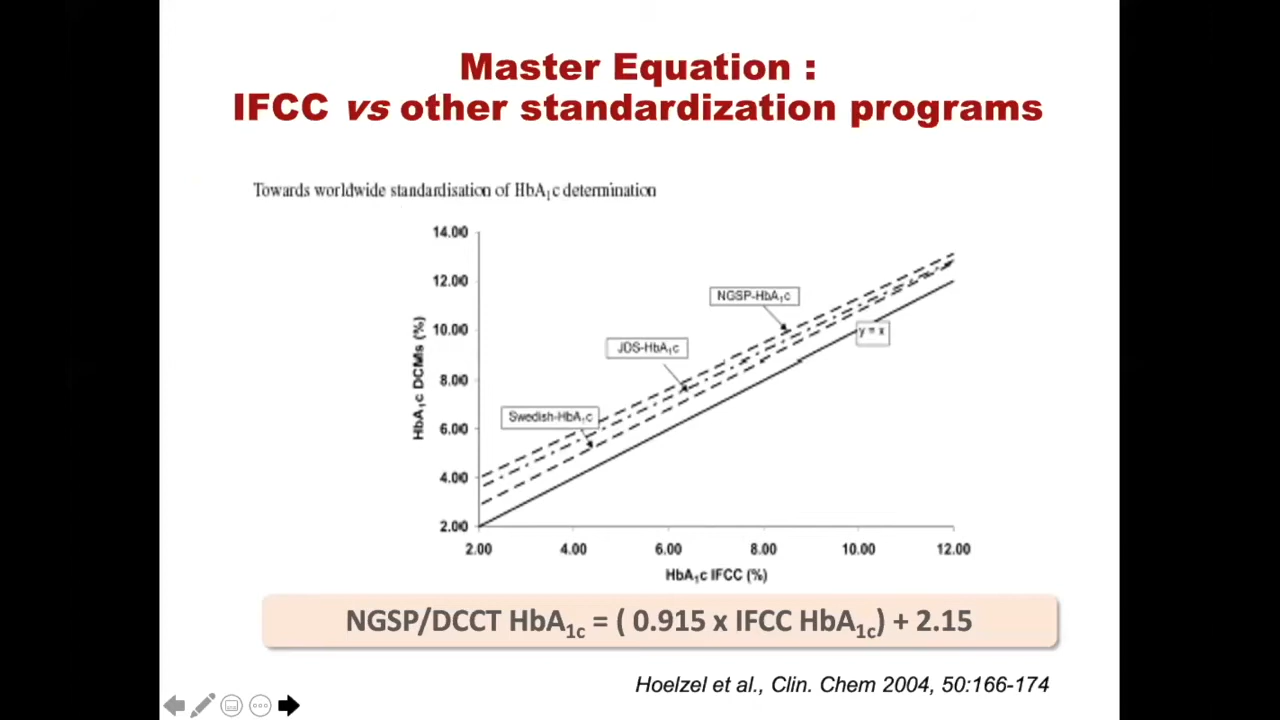 Master Equation :
IFCC vs other standardization programs
Towards worldwide standardisation of HbA1c determination
14.00
12.00
10.00
8.00
6.00
4.00
2.00
HbA1c DCMs (%)
NGSP-HbA1c
JDS-HbA1c
Swedish-HbA1c
y = x
2.00 4.00 6.00 8.00 10.00 12.00
HbA1c IFCC (%)
NGSP/DCCT HbA1c = ( 0.915 x IFCC HbA1c) + 2.15
Hoelzel et al., Clin. Chem 2004, 50:166-174